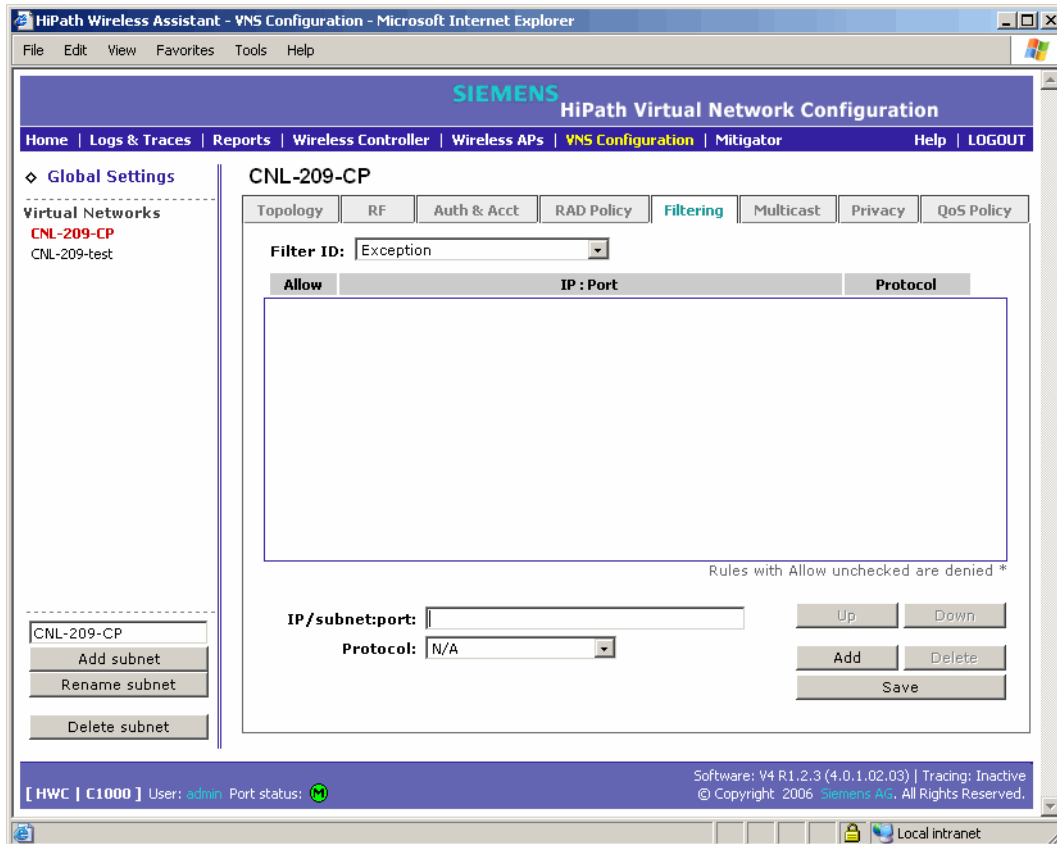 HiPath Wireless Assistant - VNS Configuration - Microsoft Internet Explorer
File Edit View Favorites Tools Help
SIEMENS
HiPath Virtual Network Configuration
Home | Logs & Traces | Reports | Wireless Controller | Wireless APs | VNS Configuration | Mitigator Help | LOGOUT
Global Settings
Virtual Networks
CNL-209-CP
CNL-209-test
CNL-209-CP
Topology RF Auth & Acct RAD Policy Filtering Multicast Privacy QoS Policy
Filter ID: Exception
Allow IP : Port Protocol
Rules with Allow unchecked are denied *
IP/subnet:port:
Protocol: N/A
Up Down
Add Delete
Save
CNL-209-CP
Add subnet
Rename subnet
Delete subnet
[ HWC | C1000 ] User: admin Port status: M
Software: V4 R1.2.3 (4.0.1.02.03) | Tracing: Inactive
© Copyright 2006 Siemens AG. All Rights Reserved.
Local intranet